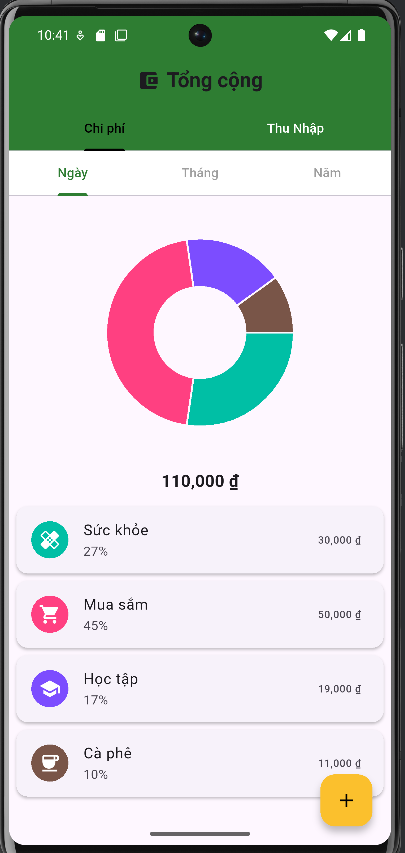 10:41
Tổng cộng
Chi phí
Thu Nhập
Ngày
Tháng
Năm
110,000 ₫
Sức khỏe
27%
30,000 ₫
Mua sắm
45%
50,000 ₫
Học tập
17%
19,000 ₫
Cà phê
10%
11,000 ₫
+